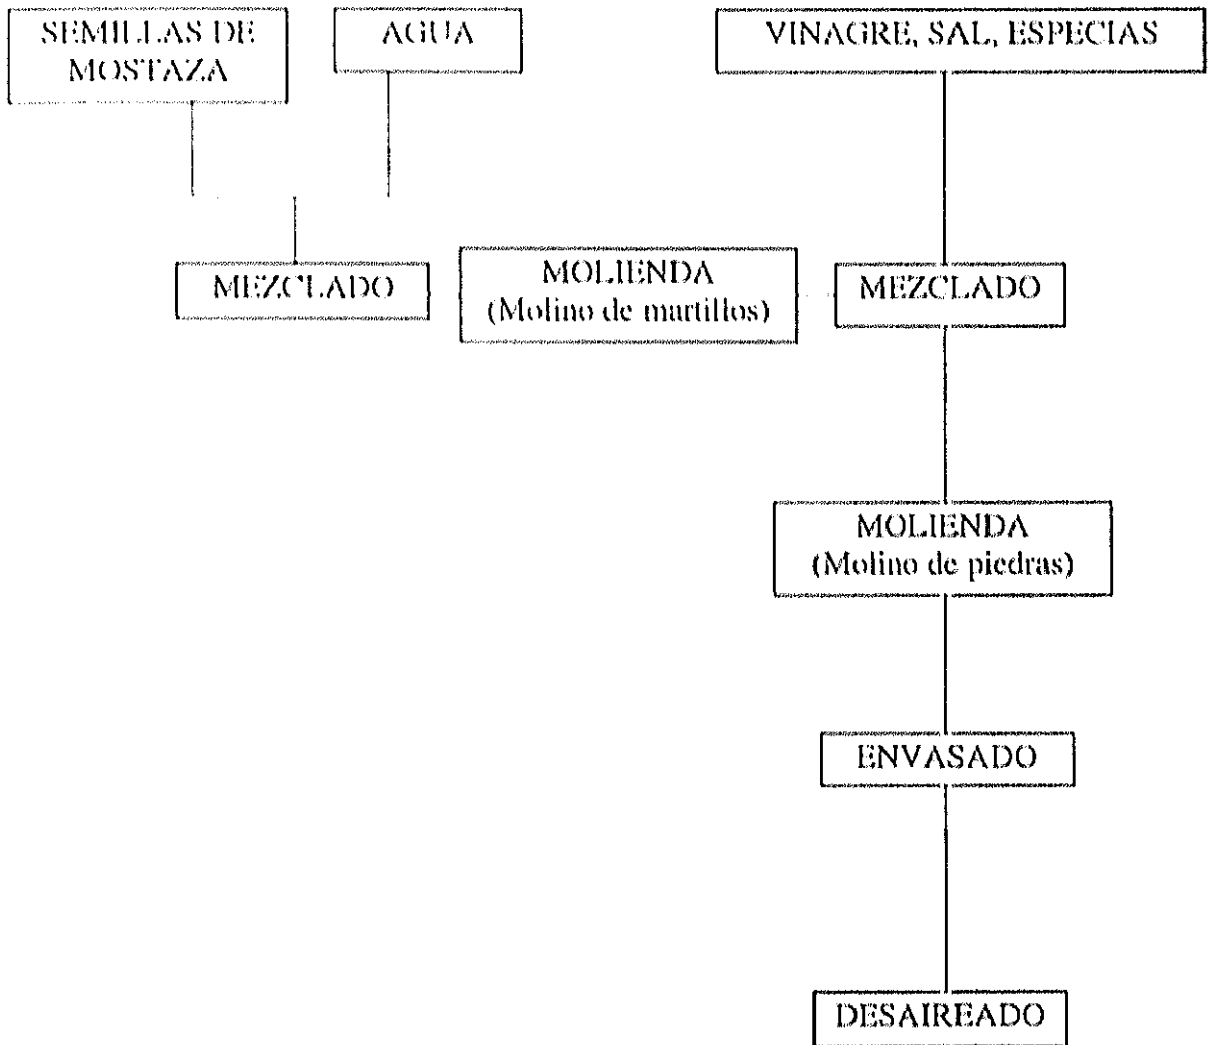 SEMILLAS DE
MOSTAZA
AGUA
VINAGRE, SAL, ESPECIAS
MEZCLADO
MOLIENDA
(Molino de martillos)
MEZCLADO
MOLIENDA
(Molino de piedras)
ENVASADO
DESAIREADO